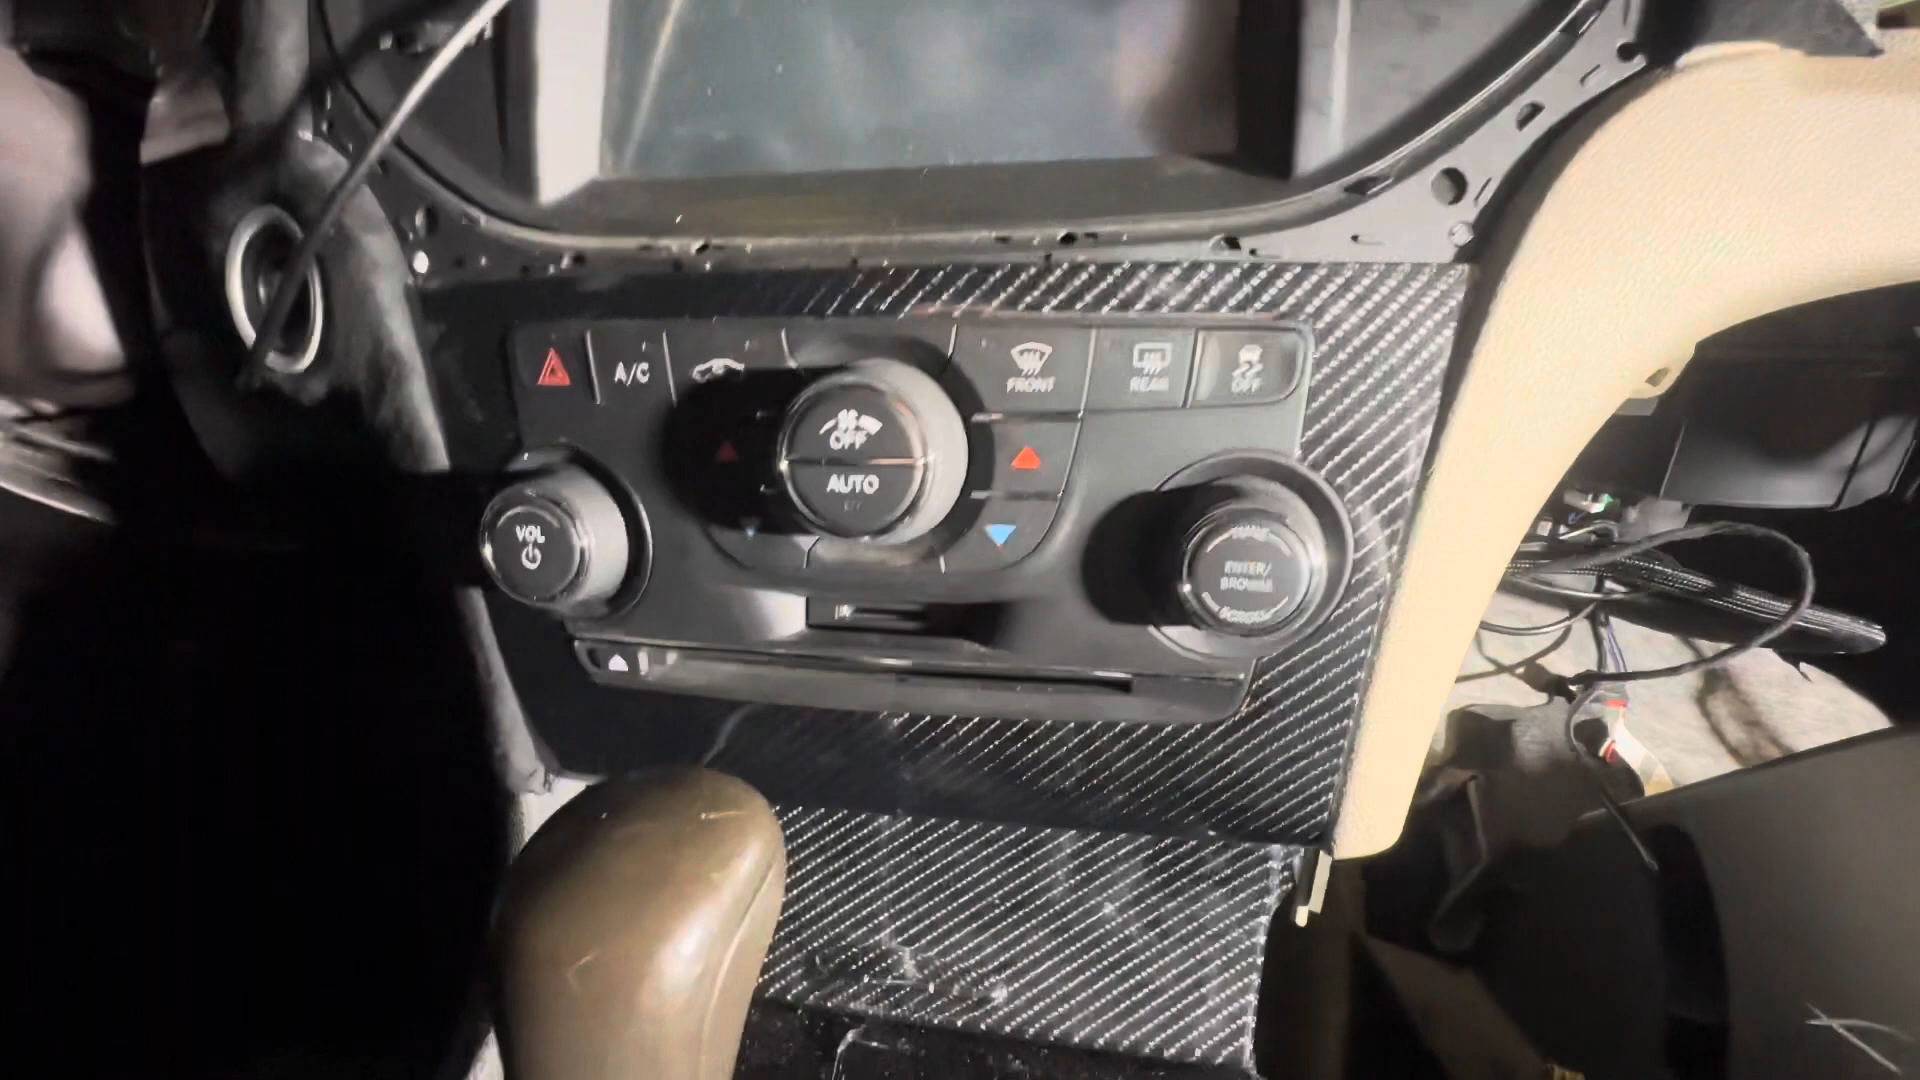 A/C
FRONT
REAR
OFF
OFF
AUTO
VOL
ENTER/
BROWSE